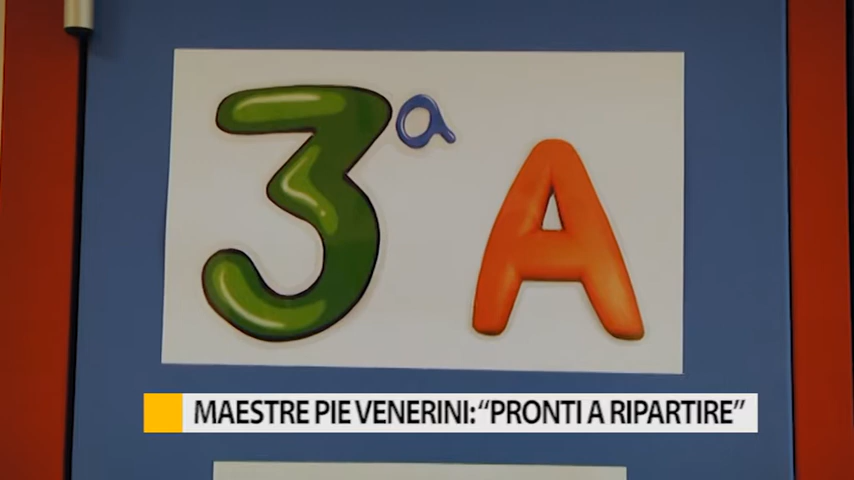 3ª A
MAESTRE PIE VENERINI: “PRONTI A RIPARTIRE”